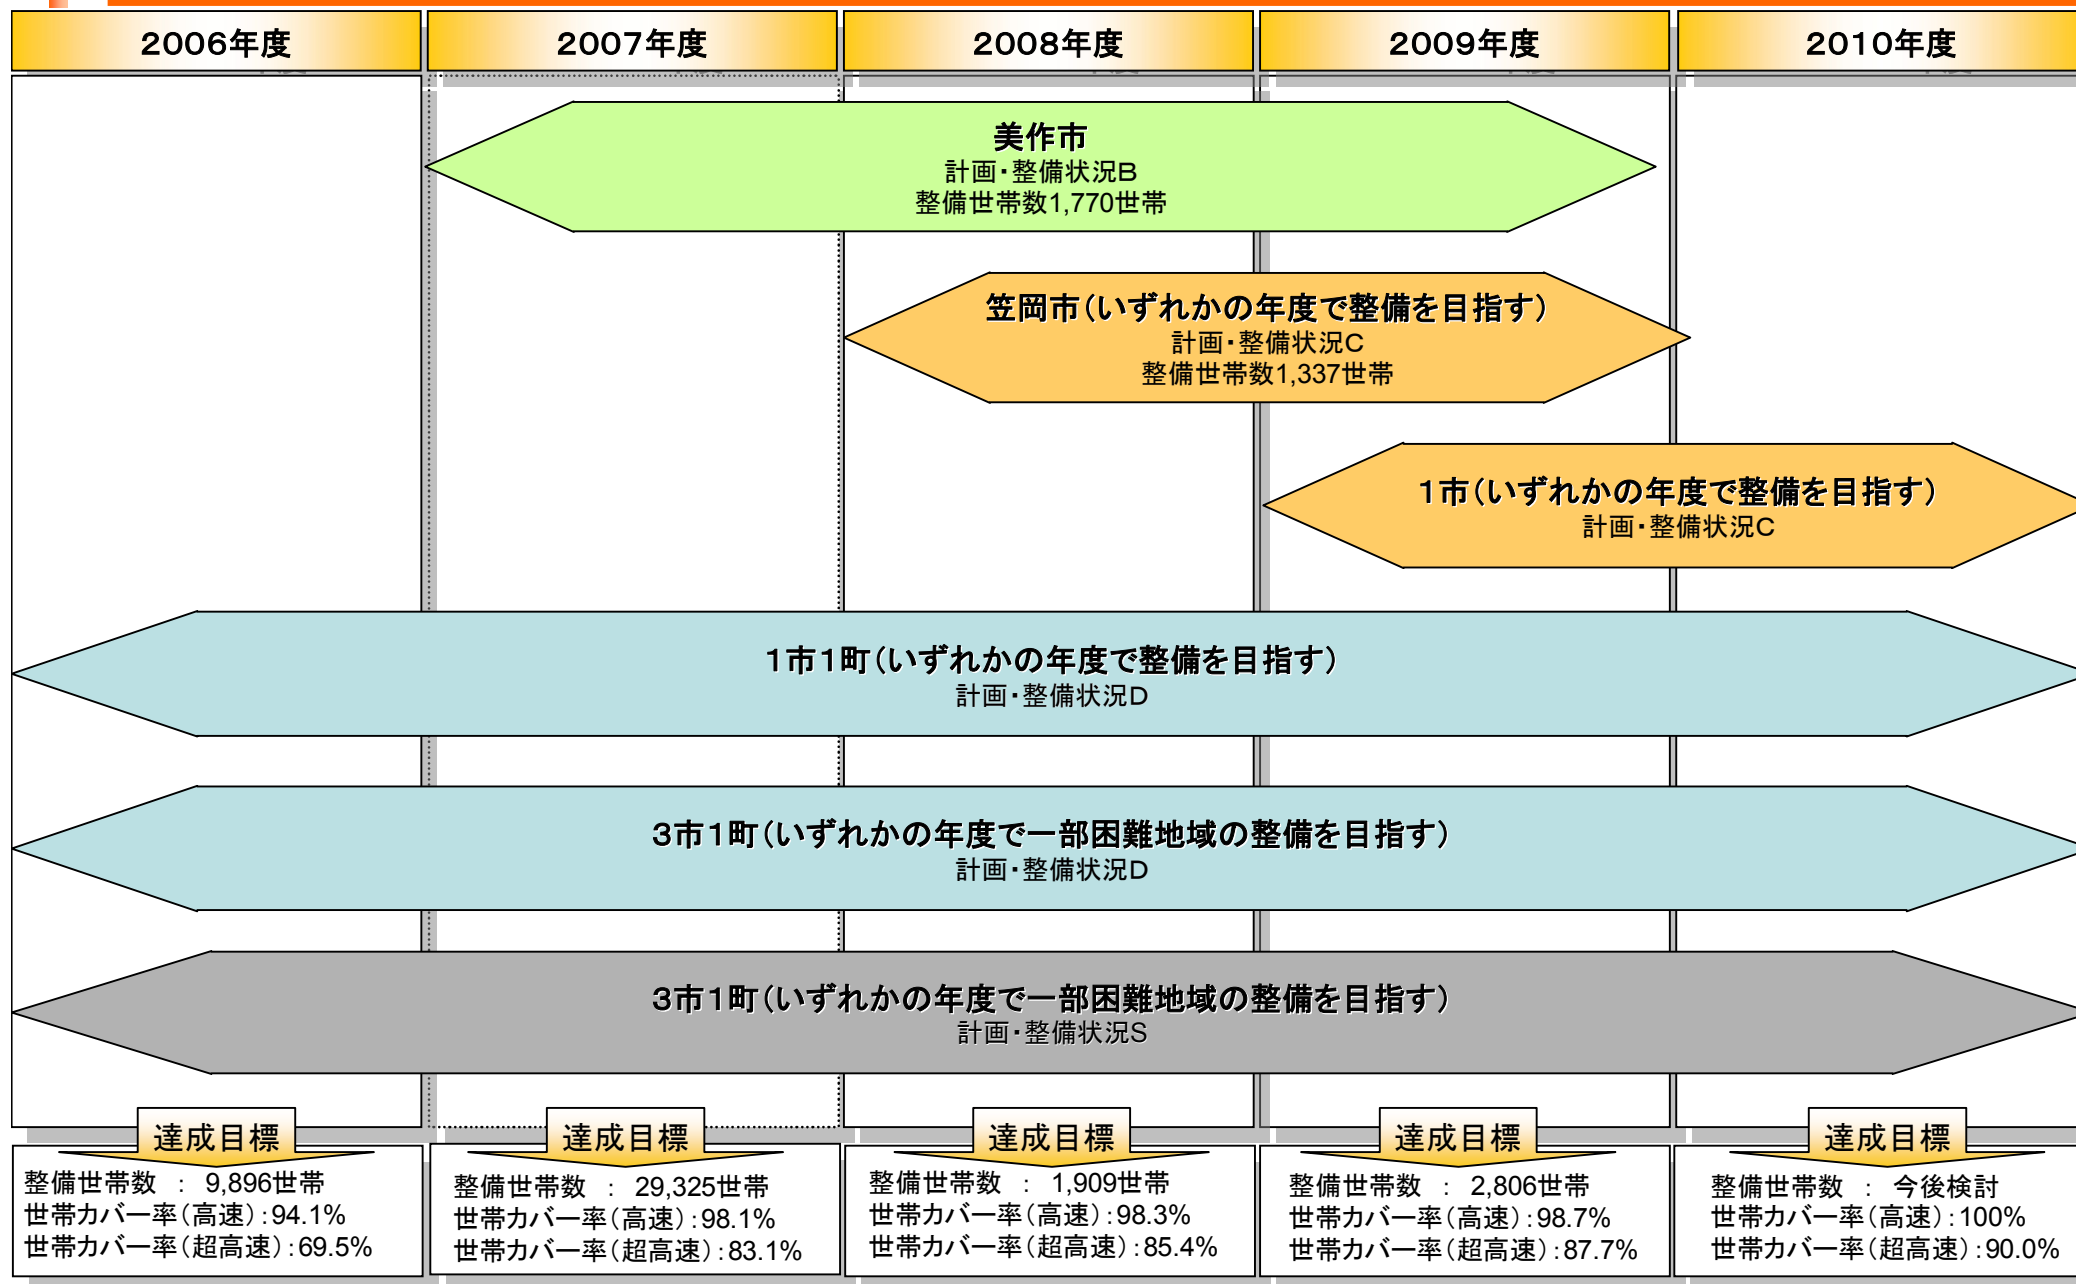 2006年度
2007年度
2008年度
2009年度
2010年度
美作市
計画・整備状況B
整備世帯数1,770世帯
笠岡市(いずれかの年度で整備を目指す)
計画・整備状況C
整備世帯数1,337世帯
1市(いずれかの年度で整備を目指す)
計画・整備状況C
1市1町(いずれかの年度で整備を目指す)
計画・整備状況D
3市1町(いずれかの年度で一部困難地域の整備を目指す)
計画・整備状況D
3市1町(いずれかの年度で一部困難地域の整備を目指す)
計画・整備状況S
達成目標
整備世帯数 : 9,896世帯
世帯カバー率(高速):94.1%
世帯カバー率(超高速):69.5%
達成目標
整備世帯数 : 29,325世帯
世帯カバー率(高速):98.1%
世帯カバー率(超高速):83.1%
達成目標
整備世帯数 : 1,909世帯
世帯カバー率(高速):98.3%
世帯カバー率(超高速):85.4%
達成目標
整備世帯数 : 2,806世帯
世帯カバー率(高速):98.7%
世帯カバー率(超高速):87.7%
達成目標
整備世帯数 : 今後検討
世帯カバー率(高速):100%
世帯カバー率(超高速):90.0%